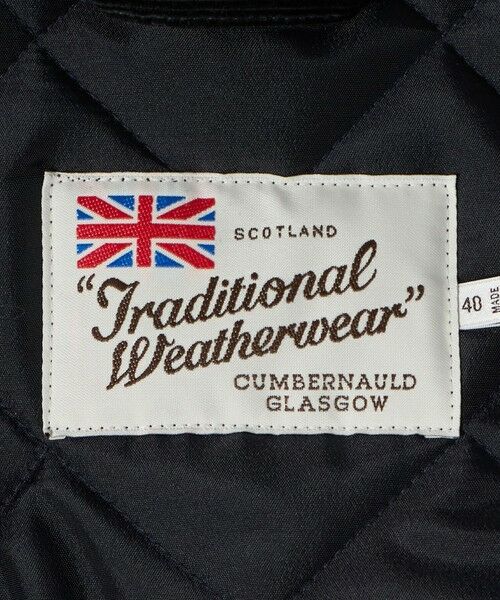 SCOTLAND
"Traditional
Weatherwear"
CUMBERNAULD
GLASGOW
40
MADE